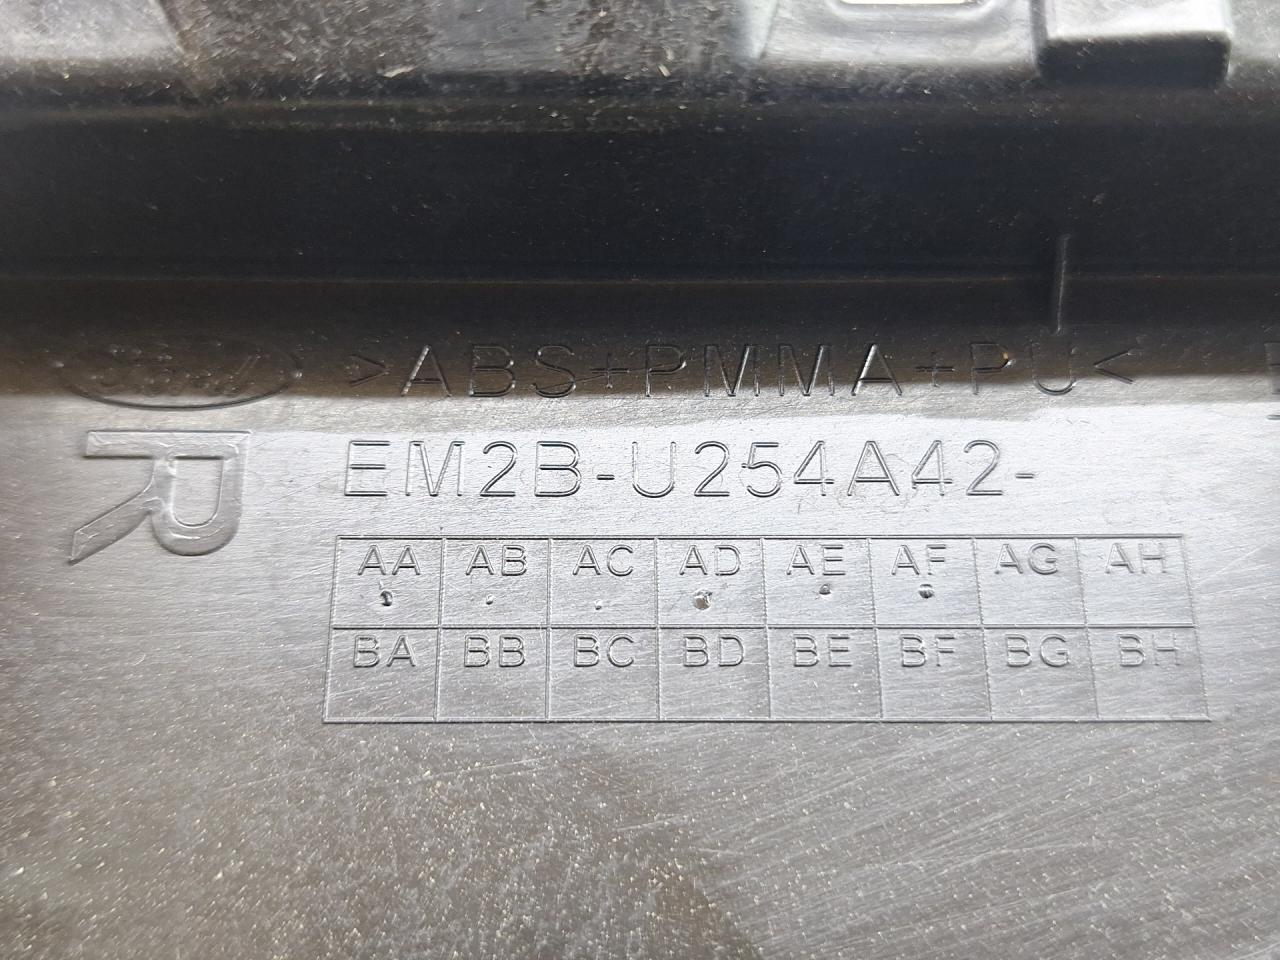 Ford >ABS+PMMA+PU<
R EM2B-U254A42-
AA AB AC AD AE AF AG AH
BA BB BC BD BE BF BG BH